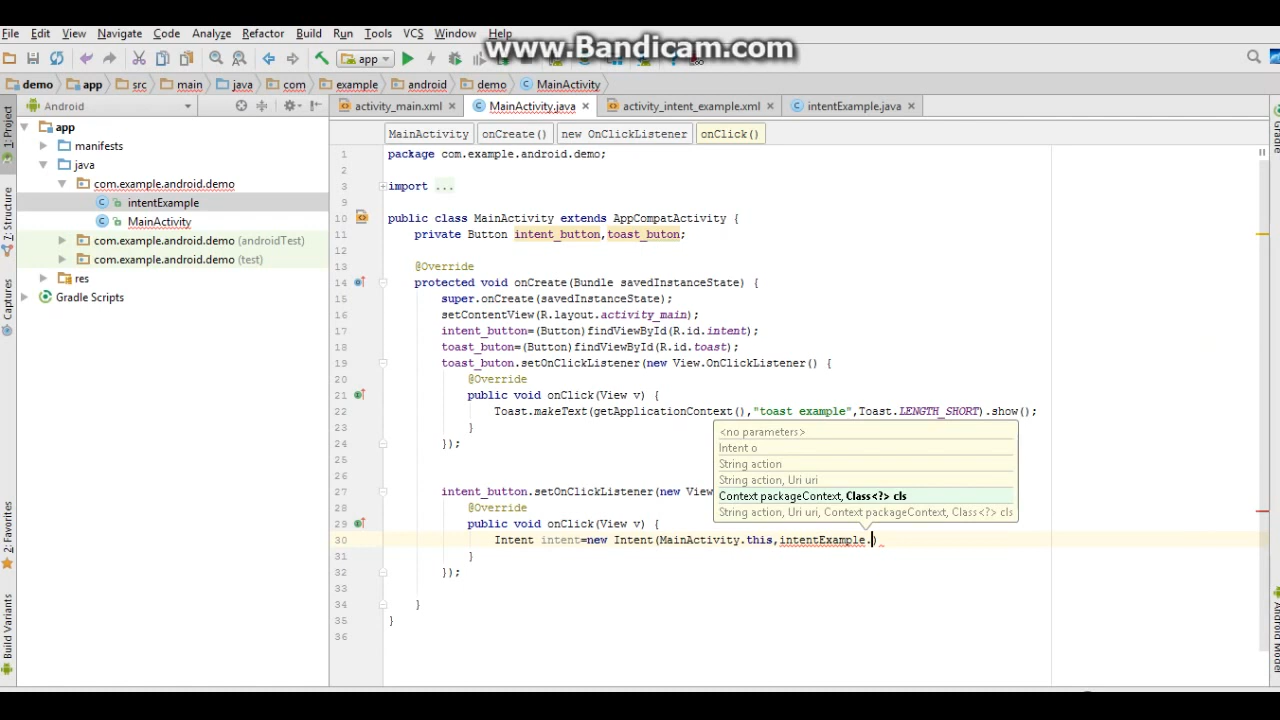 File Edit View Navigate Code Analyze Refactor Build Run Tools VCS Window Help
www.Bandicam.com
app
demo app src main java com example android demo MainActivity
Android
activity_main.xml MainActivity.java activity_intent_example.xml intentExample.java
MainActivity onCreate() new OnClickListener onClick()
1: Project
7: Structure
Captures
2: Favorites
Build Variants
Gradle
Android Model
app
manifests
java
com.example.android.demo
intentExample
MainActivity
com.example.android.demo (androidTest)
com.example.android.demo (test)
res
Gradle Scripts
1 package com.example.android.demo;
2
3 import ...
9
10 public class MainActivity extends AppCompatActivity {
11 private Button intent_button,toast_buton;
12
13 @Override
14 protected void onCreate(Bundle savedInstanceState) {
15 super.onCreate(savedInstanceState);
16 setContentView(R.layout.activity_main);
17 intent_button=(Button)findViewById(R.id.intent);
18 toast_buton=(Button)findViewById(R.id.toast);
19 toast_buton.setOnClickListener(new View.OnClickListener() {
20 @Override
21 public void onClick(View v) {
22 Toast.makeText(getApplicationContext(),"toast example",Toast.LENGTH_SHORT).show();
23 }
24 });
25
26
27 intent_button.setOnClickListener(new View
28 @Override
29 public void onClick(View v) {
30 Intent intent=new Intent(MainActivity.this,intentExample.)
31 }
32 });
33
34 }
35 }
36
<no parameters>
Intent o
String action
String action, Uri uri
Context packageContext, Class<?> cls
String action, Uri uri, Context packageContext, Class<?> cls